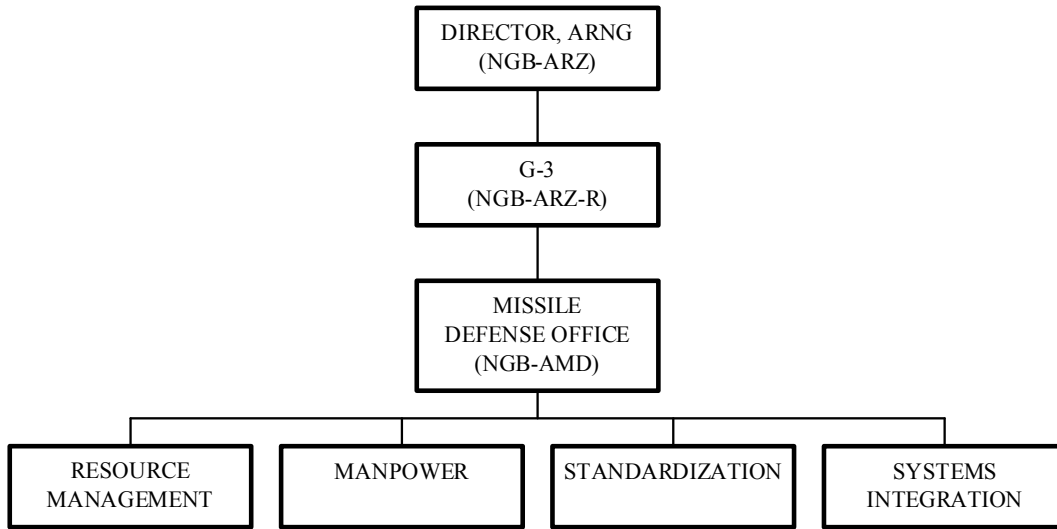 DIRECTOR, ARNG
(NGB-ARZ)
G-3
(NGB-ARZ-R)
MISSILE
DEFENSE OFFICE
(NGB-AMD)
RESOURCE
MANAGEMENT
MANPOWER
STANDARDIZATION
SYSTEMS
INTEGRATION